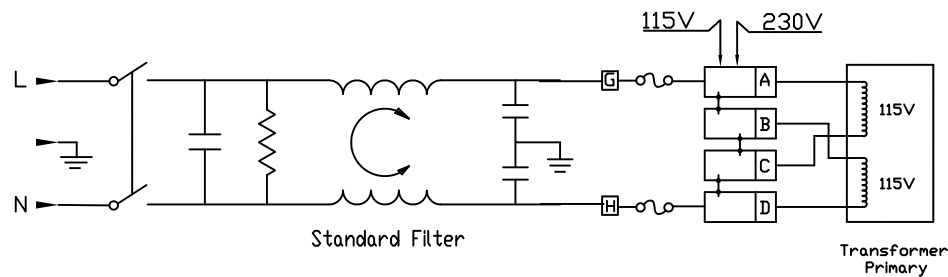 115V 230V
L
G
A
115V
B
C
115V
N
H
D
Standard Filter
Transformer
Primary